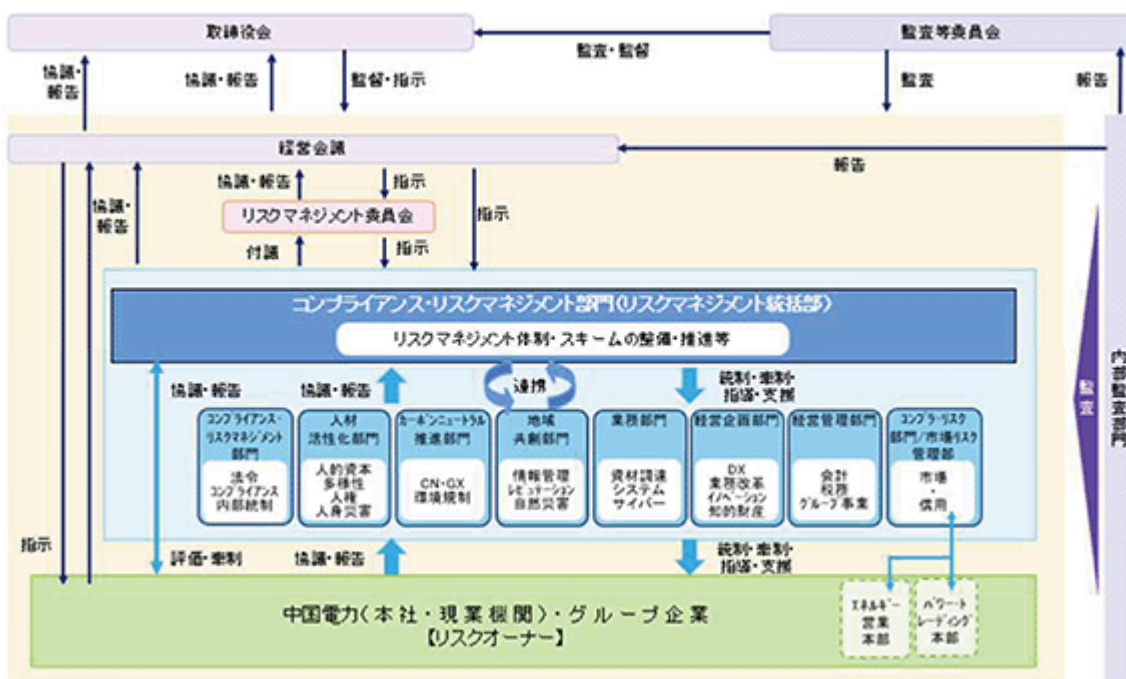 取締役会
監査等委員会
監査・監督
協議・
報告
協議・報告
監督・指示
監査
報告
経営会議
報告
協議・報告
指示
協議・
報告
リスクマネジメント委員会
指示
付議
指示
コンプライアンス・リスクマネジメント部門(リスクマネジメント統括部)
リスクマネジメント体制・スキームの整備・推進等
協議・報告
協議・報告
連携
統制・牽制・
指導・支援
コンプライアンス・
リスクマネジメント
部門
法令
コンプライアンス
内部統制
人材
活性化部門
人的資本
多様性
人権
人身災害
カーボンニュートラル
推進部門
CN・GX
環境規制
地域
共創部門
情報管理
レピュテーション
自然災害
業務部門
資材調達
システム
サイバー
経営企画部門
DX
業務改革
イノベーション
知的財産
経営管理部門
会計
税務
グループ事業
コンプラ・リスク
部門/市場リスク
管理部
市場
・
信用
監査
内部監査部門
指示
評価・牽制
協議・報告
統制・牽制・
指導・支援
中国電力(本社・現業機関)・グループ企業
【リスクオーナー】
エネルギー
営業
本部
パワート
レーディング
本部